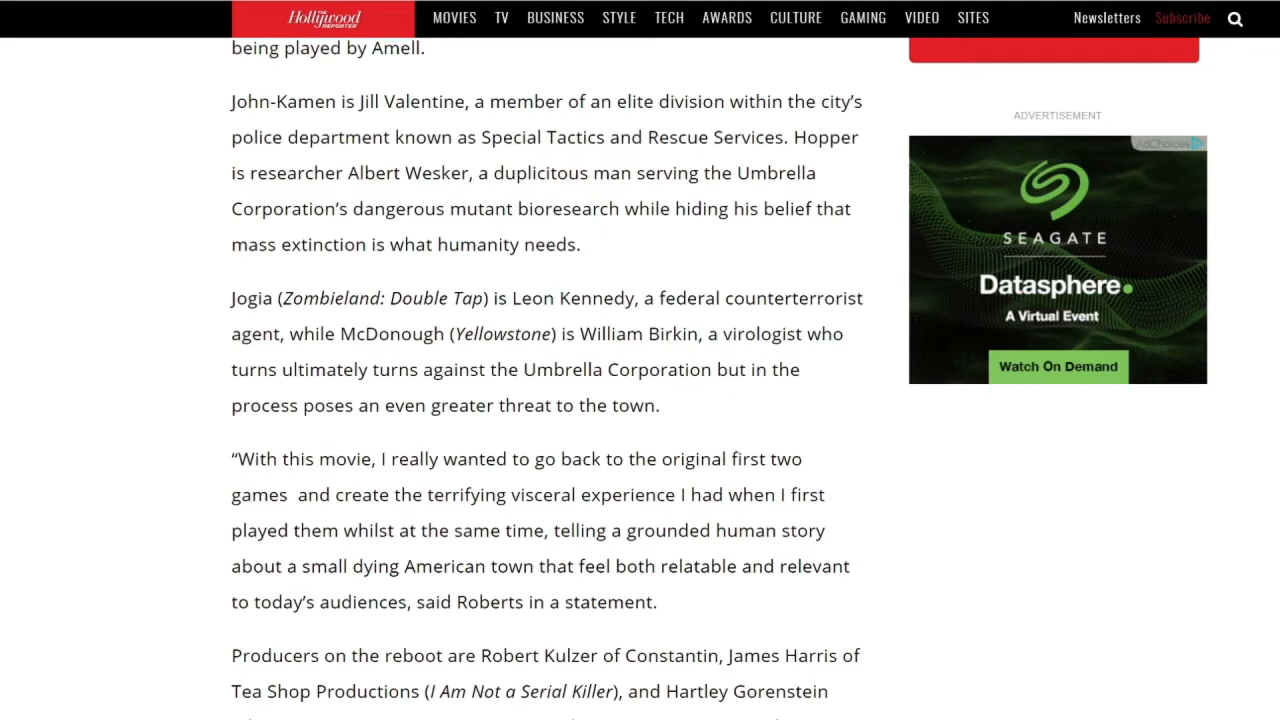 THE
Hollywood
REPORTER
MOVIES TV BUSINESS STYLE TECH AWARDS CULTURE GAMING VIDEO SITES
Newsletters Subscribe
being played by Amell.
John-Kamen is Jill Valentine, a member of an elite division within the city’s
police department known as Special Tactics and Rescue Services. Hopper
is researcher Albert Wesker, a duplicitous man serving the Umbrella
Corporation’s dangerous mutant bioresearch while hiding his belief that
mass extinction is what humanity needs.
Jogia (Zombieland: Double Tap) is Leon Kennedy, a federal counterterrorist
agent, while McDonough (Yellowstone) is William Birkin, a virologist who
turns ultimately turns against the Umbrella Corporation but in the
process poses an even greater threat to the town.
“With this movie, I really wanted to go back to the original first two
games and create the terrifying visceral experience I had when I first
played them whilst at the same time, telling a grounded human story
about a small dying American town that feel both relatable and relevant
to today’s audiences, said Roberts in a statement.
Producers on the reboot are Robert Kulzer of Constantin, James Harris of
Tea Shop Productions (I Am Not a Serial Killer), and Hartley Gorenstein
ADVERTISEMENT
AdChoices
SEAGATE
Datasphere.
A Virtual Event
Watch On Demand